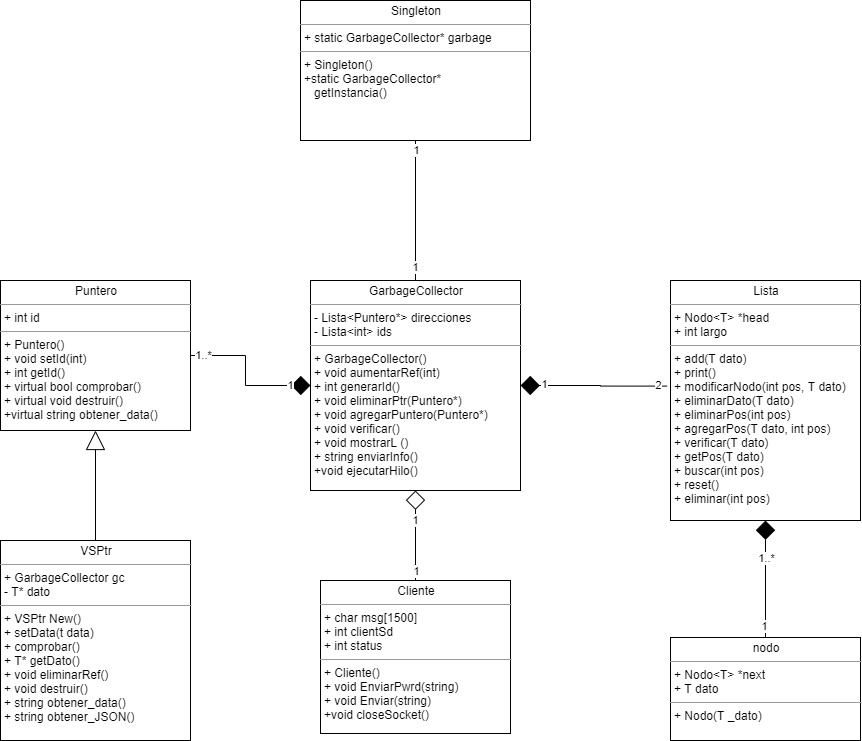 Singleton
+ static GarbageCollector* garbage
+ Singleton()
+static GarbageCollector*
getInstancia()
1
1
Puntero
+ int id
+ Puntero()
+ void setId(int)
+ int getId()
+ virtual bool comprobar()
+ virtual void destruir()
+virtual string obtener_data()
1..*
1
GarbageCollector
- Lista<Puntero*> direcciones
- Lista<int> ids
+ GarbageCollector()
+ void aumentarRef(int)
+ int generarId()
+ void eliminarPtr(Puntero*)
+ void agregarPuntero(Puntero*)
+ void verificar()
+ void mostrarL ()
+ string enviarInfo()
+void ejecutarHilo()
1
2
Lista
+ Nodo<T> *head
+ int largo
+ add(T dato)
+ print()
+ modificarNodo(int pos, T dato)
+ eliminarDato(T dato)
+ eliminarPos(int pos)
+ agregarPos(T dato, int pos)
+ verificar(T dato)
+ getPos(T dato)
+ buscar(int pos)
+ reset()
+ eliminar(int pos)
VSPtr
+ GarbageCollector gc
- T* dato
+ VSPtr New()
+ setData(t data)
+ comprobar()
+ T* getDato()
+ void eliminarRef()
+ void destruir()
+ string obtener_data()
+ string obtener_JSON()
1
1
Cliente
+ char msg[1500]
+ int clientSd
+ int status
+ Cliente()
+ void EnviarPwrd(string)
+ void Enviar(string)
+void closeSocket()
1..*
1
nodo
+ Nodo<T> *next
+ T dato
+ Nodo(T _dato)